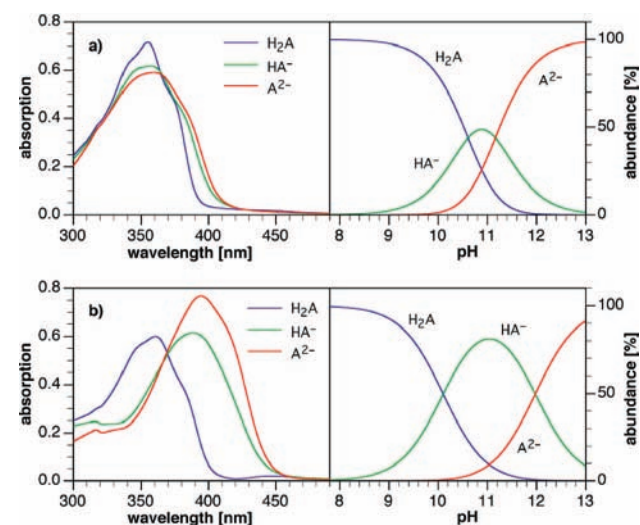 a)
H₂A
HA⁻
A²⁻
absorption
0.8
0.6
0.4
0.2
0.0
300 350 400 450
wavelength [nm]
H₂A
A²⁻
HA⁻
100
50
0
abundance [%]
8 9 10 11 12 13
pH
b)
H₂A
HA⁻
A²⁻
absorption
0.8
0.6
0.4
0.2
0.0
300 350 400 450
wavelength [nm]
H₂A
HA⁻
A²⁻
100
50
0
abundance [%]
8 9 10 11 12 13
pH